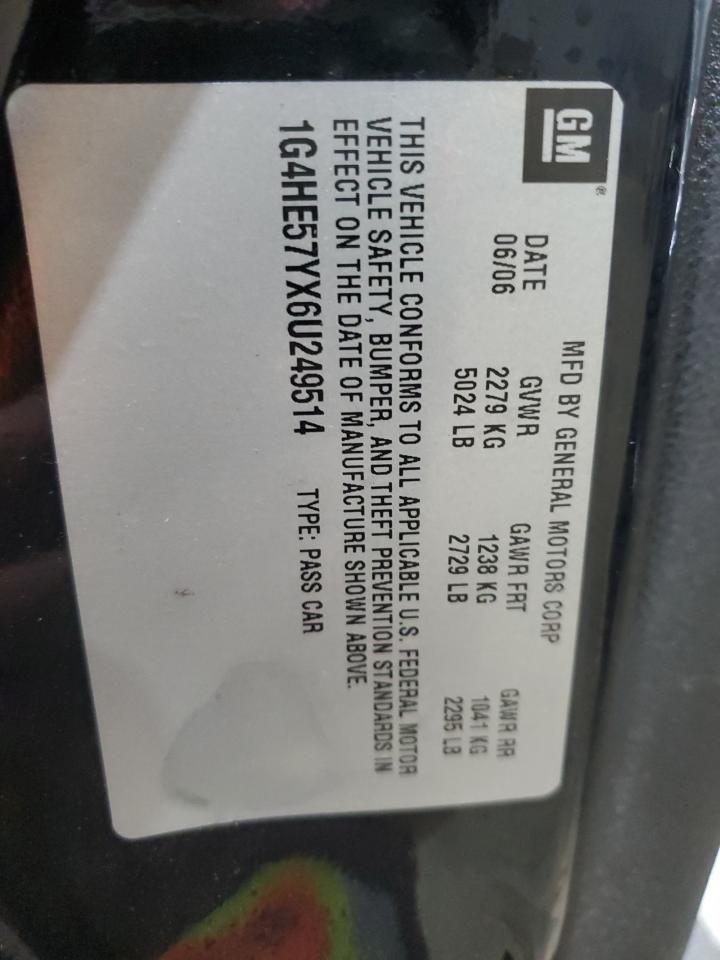 GM ®
MFD BY GENERAL MOTORS CORP
DATE GVWR GAWR FRT GAWR RR
06/06 2279 KG 1238 KG 1041 KG
5024 LB 2729 LB 2295 LB
THIS VEHICLE CONFORMS TO ALL APPLICABLE U.S. FEDERAL MOTOR
VEHICLE SAFETY, BUMPER, AND THEFT PREVENTION STANDARDS IN
EFFECT ON THE DATE OF MANUFACTURE SHOWN ABOVE.
1G4HE57YX6U249514 TYPE: PASS CAR